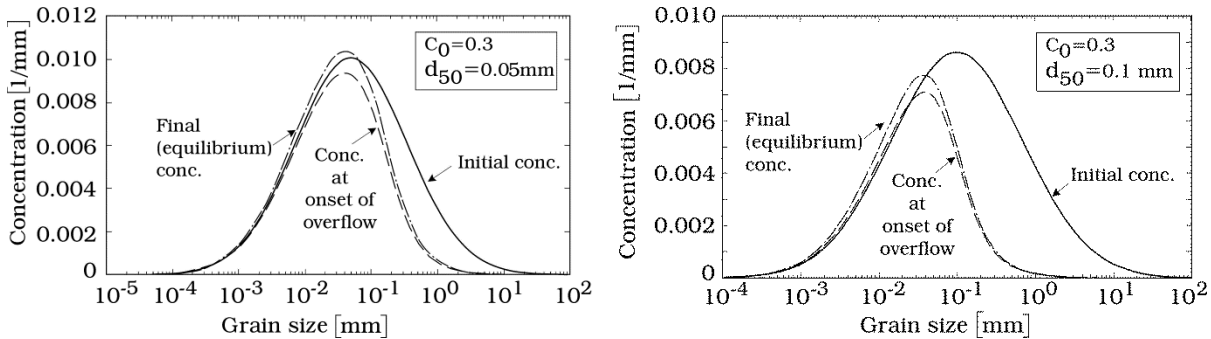 Concentration [1/mm]
0.012
0.010
0.008
0.006
0.004
0.002
0
C0=0.3
d50=0.05mm
Final
(equilibrium)
conc.
Conc.
at
onset of
overflow
Initial conc.
10-5
10-4
10-3
10-2
10-1
100
101
102
Grain size [mm]
Concentration [1/mm]
0.010
0.008
0.006
0.004
0.002
0.000
C0=0.3
d50=0.1 mm
Final
(equilibrium)
conc.
Conc.
at
onset of
overflow
Initial conc.
10-4
10-3
10-2
10-1
100
101
102
Grain size [mm]